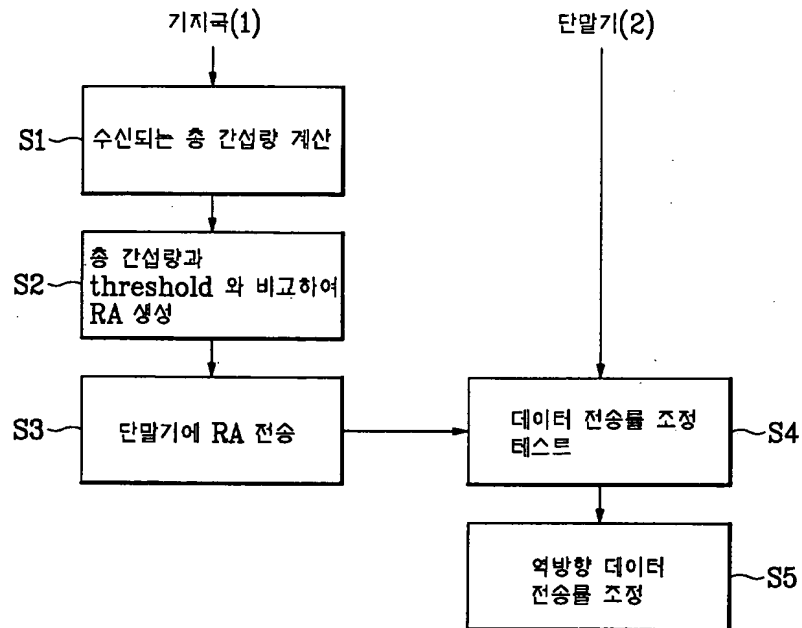 기지국(1)
단말기(2)
S1
수신되는 총 간섭량 계산
S2
총 간섭량과
threshold 와 비고하여
RA 생성
S3
단말기에 RA 전송
데이터 전송률 조정
테스트
S4
역방향 데이터
전송률 조정
S5